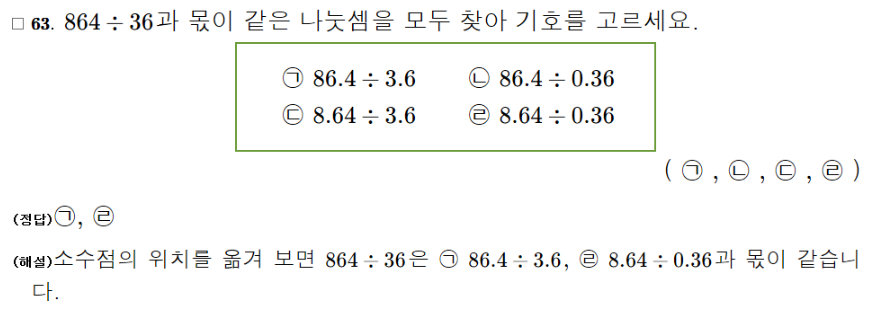 □ 63. 864 ÷ 36과 몫이 같은 나눗셈을 모두 찾아 기호를 고르세요.
㉠ 86.4 ÷ 3.6 ㉡ 86.4 ÷ 0.36
㉢ 8.64 ÷ 3.6 ㉣ 8.64 ÷ 0.36
( ㉠ , ㉡ , ㉢ , ㉣ )
(정답)㉠, ㉣
(해설)소수점의 위치를 옮겨 보면 864 ÷ 36은 ㉠ 86.4 ÷ 3.6, ㉣ 8.64 ÷ 0.36과 몫이 같습니
다.